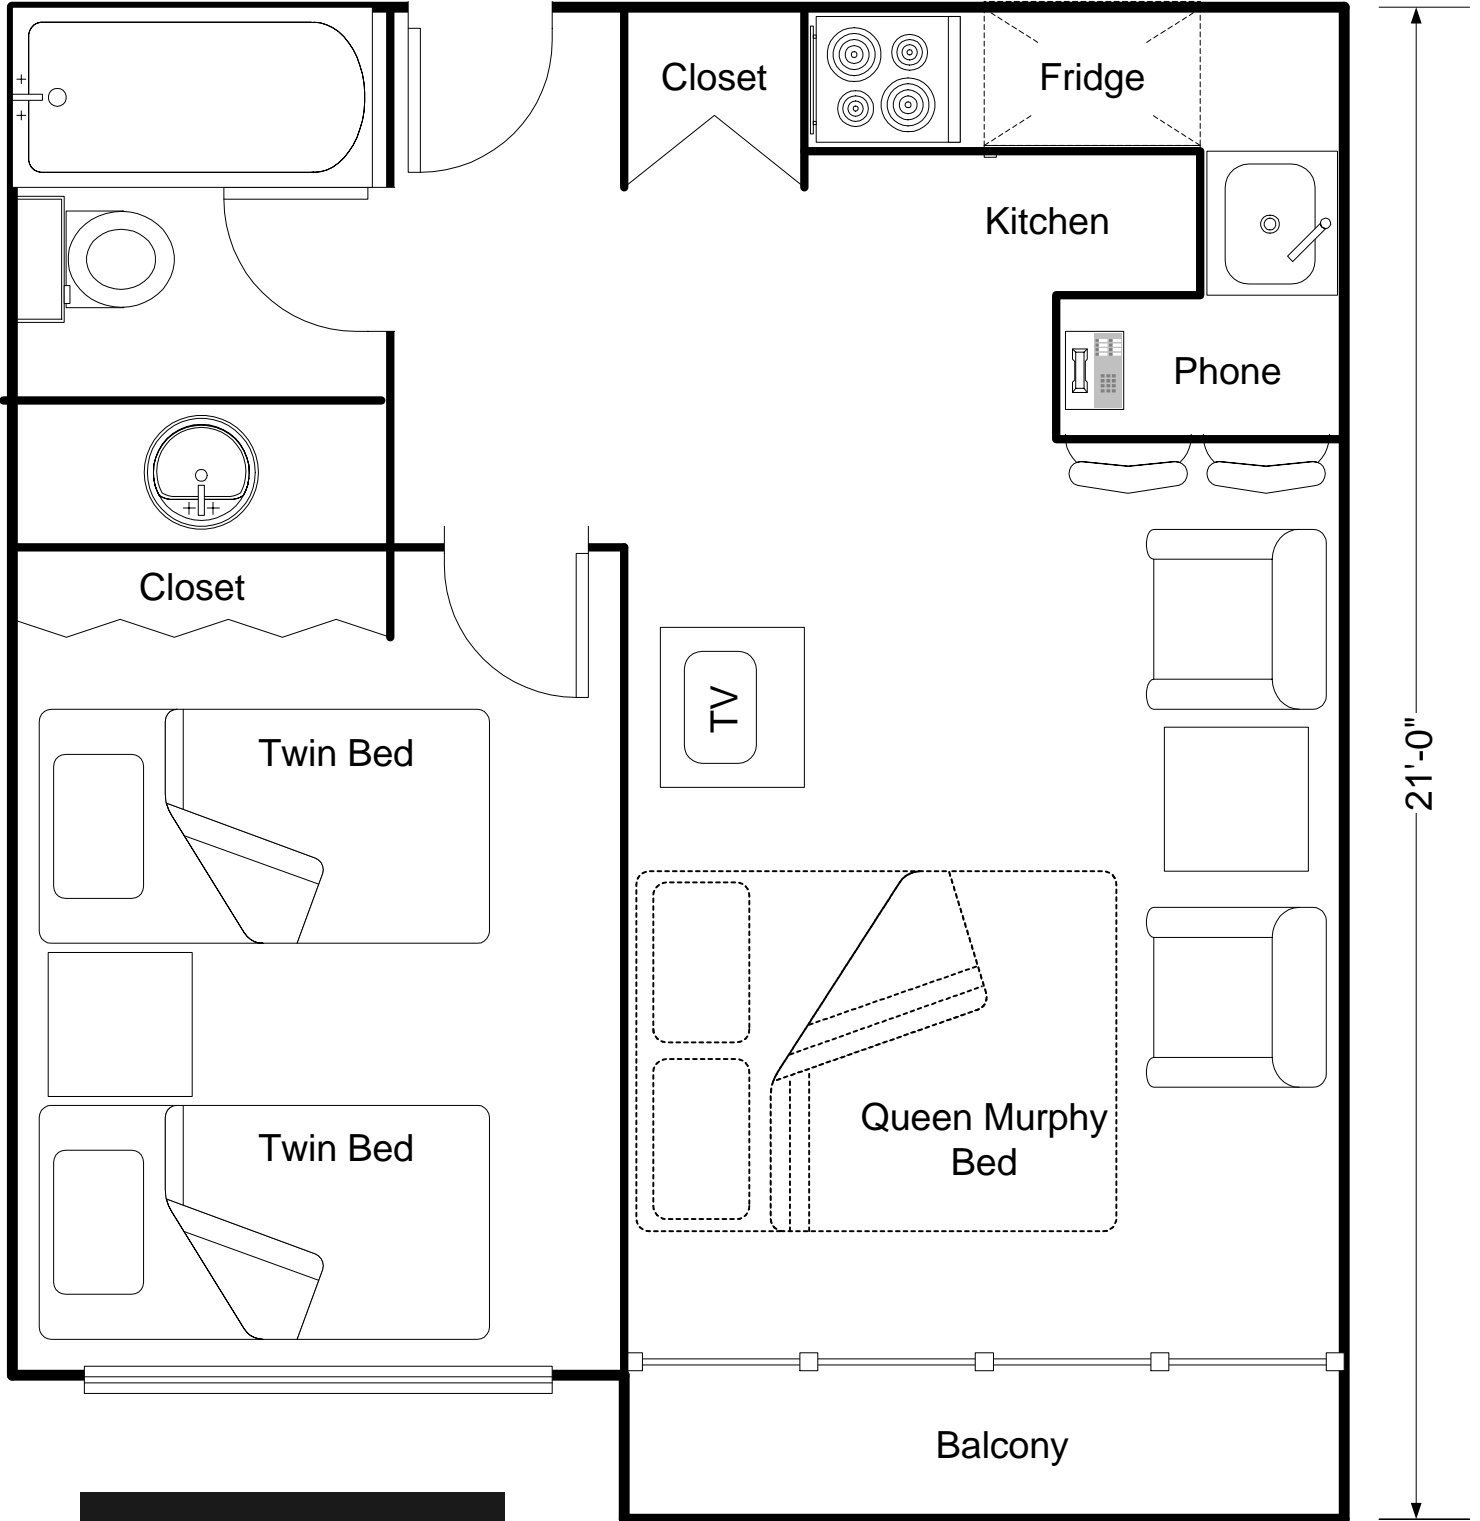 Closet
Fridge
Kitchen
Phone
Closet
TV
Twin Bed
21'-0"
Queen Murphy
Bed
Twin Bed
Balcony